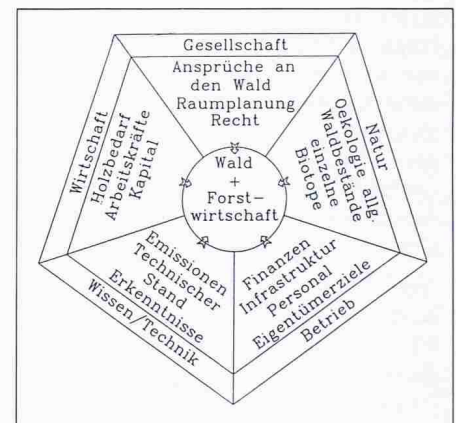 Gesellschaft
Ansprüche an
den Wald
Raumplanung
Recht
Natur
Oekologie allg.
Waldbestände
einzelne
Biotope
Betrieb
Eigentümerziele
Personal
Infrastruktur
Finanzen
Emissionen
Technischer
Stand
Erkenntnisse
Wissen/Technik
Wirtschaft
Holzbedarf
Arbeitskräfte
Kapital
Wald
+
Forst-
wirtschaft